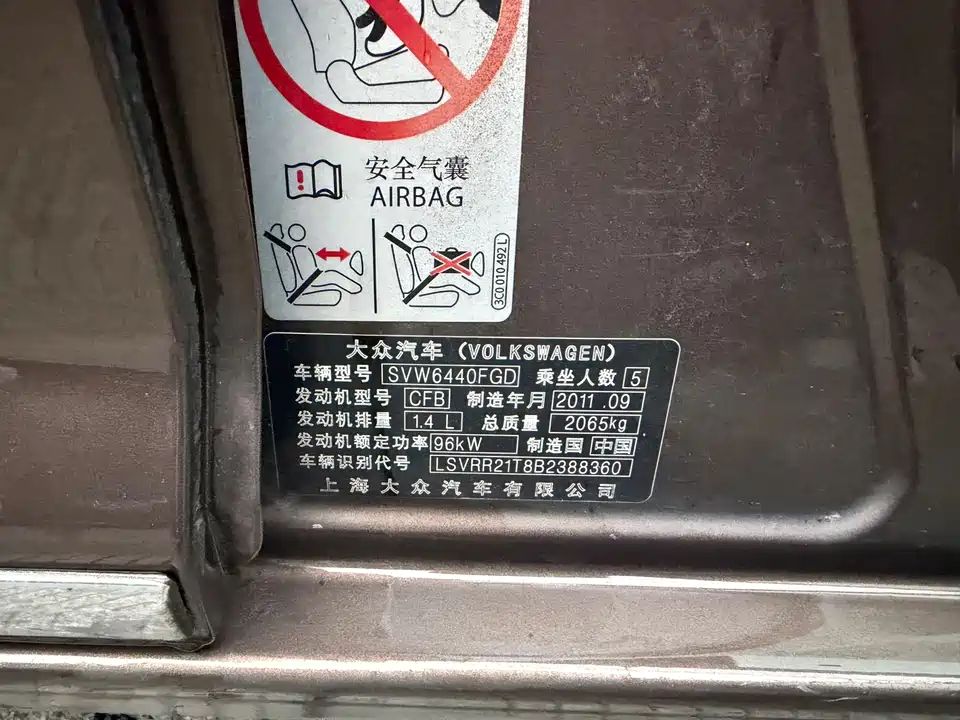 安全气囊
AIRBAG
3C0 010 492 L
大众汽车 (VOLKSWAGEN)
车辆型号 SVW6440FGD 乘坐人数 5
发动机型号 CFB 制造年月 2011 .09
发动机排量 1.4 L 总质量 2065kg
发动机额定功率 96kW 制造国 中国
车辆识别代号 LSVRR21T8B2388360
上海大众汽车有限公司